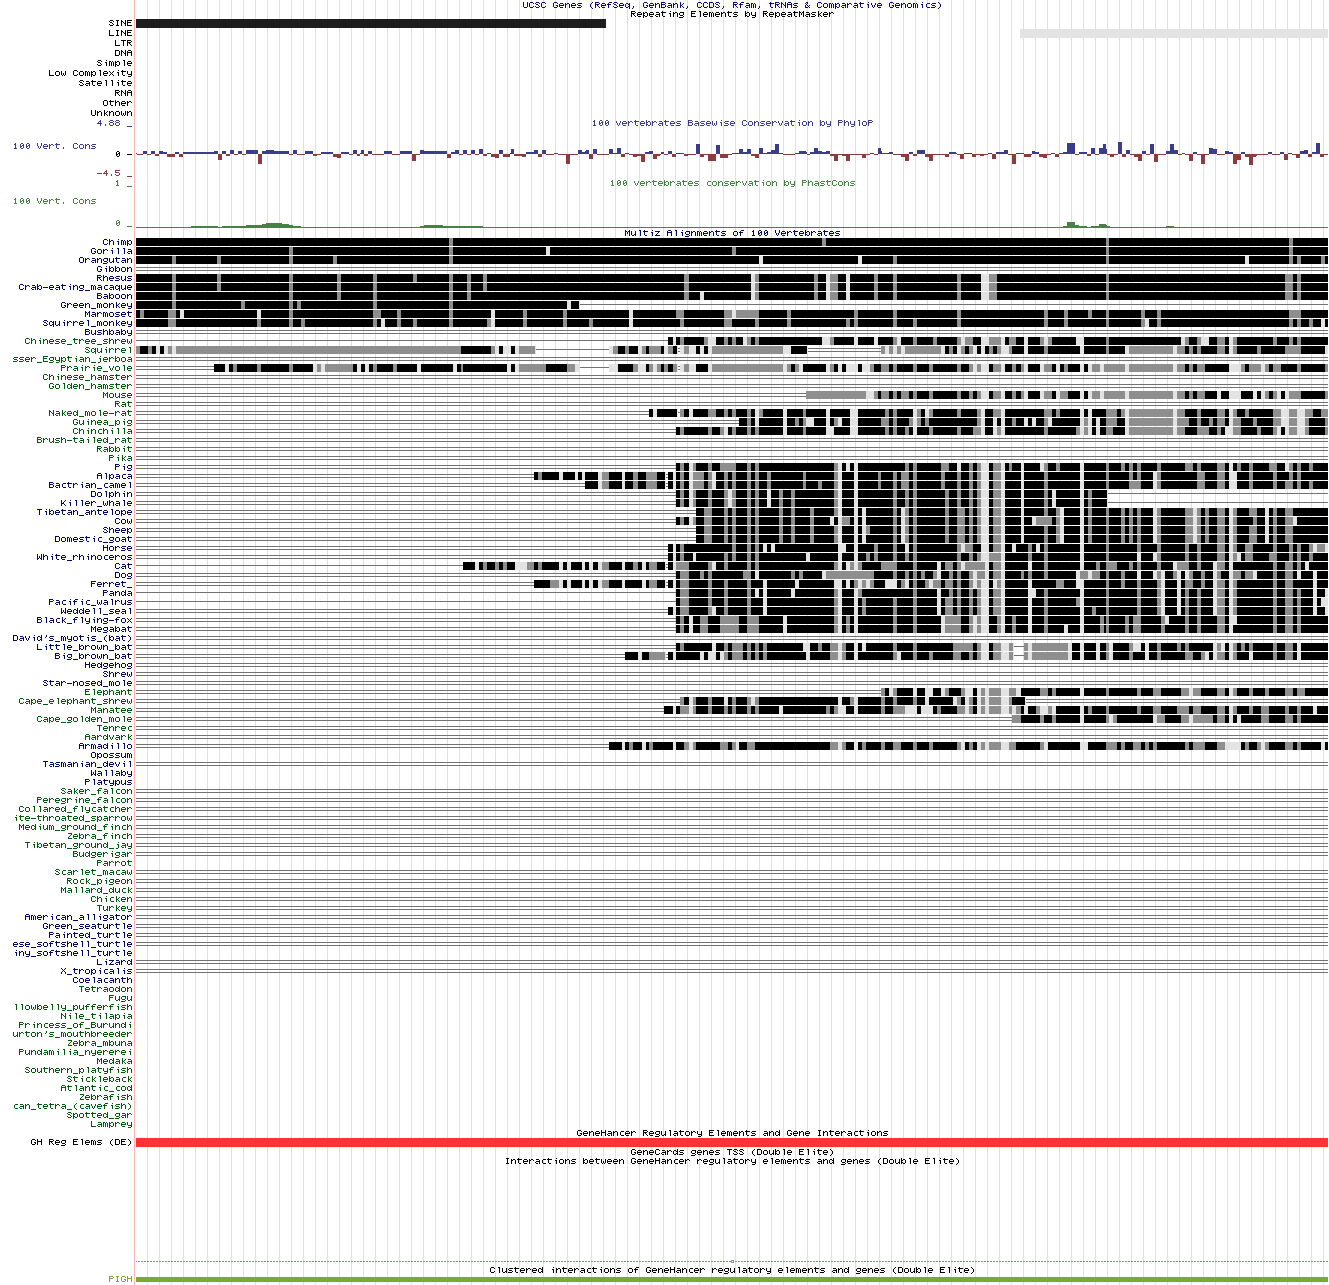 UCSC Genes (RefSeq, GenBank, CCDS, Rfam, tRNAs & Comparative Genomics)
Repeating Elements by RepeatMasker
SINE
LINE
LTR
DNA
Simple
Low Complexity
Satellite
RNA
Other
Unknown
4.88 _
100 vertebrates Basewise Conservation by PhyloP
100 Vert. Cons
0 _
-4.5 _
1 _
100 vertebrates conservation by PhastCons
100 Vert. Cons
0 _
Multiz Alignments of 100 Vertebrates
Chimp
Gorilla
Orangutan
Gibbon
Rhesus
Crab-eating_macaque
Baboon
Green_monkey
Marmoset
Squirrel_monkey
Bushbaby
Chinese_tree_shrew
Squirrel
sser_Egyptian_jerboa
Prairie_vole
Chinese_hamster
Golden_hamster
Mouse
Rat
Naked_mole-rat
Guinea_pig
Chinchilla
Brush-tailed_rat
Rabbit
Pika
Pig
Alpaca
Bactrian_camel
Dolphin
Killer_whale
Tibetan_antelope
Cow
Sheep
Domestic_goat
Horse
White_rhinoceros
Cat
Dog
Ferret_
Panda
Pacific_walrus
Weddell_seal
Black_flying-fox
Megabat
David's_myotis_(bat)
Little_brown_bat
Big_brown_bat
Hedgehog
Shrew
Star-nosed_mole
Elephant
Cape_elephant_shrew
Manatee
Cape_golden_mole
Tenrec
Aardvark
Armadillo
Opossum
Tasmanian_devil
Wallaby
Platypus
Saker_falcon
Peregrine_falcon
Collared_flycatcher
ite-throated_sparrow
Medium_ground_finch
Zebra_finch
Tibetan_ground_jay
Budgerigar
Parrot
Scarlet_macaw
Rock_pigeon
Mallard_duck
Chicken
Turkey
American_alligator
Green_seaturtle
Painted_turtle
ese_softshell_turtle
iny_softshell_turtle
Lizard
X_tropicalis
Coelacanth
Tetraodon
Fugu
llowbelly_pufferfish
Nile_tilapia
Princess_of_Burundi
urton's_mouthbreeder
Zebra_mbuna
Pundamilia_nyererei
Medaka
Southern_platyfish
Stickleback
Atlantic_cod
Zebrafish
can_tetra_(cavefish)
Spotted_gar
Lamprey
GeneHancer Regulatory Elements and Gene Interactions
GH Reg Elems (DE)
GeneCards genes TSS (Double Elite)
Interactions between GeneHancer regulatory elements and genes (Double Elite)
Clustered interactions of GeneHancer regulatory elements and genes (Double Elite)
PIGH